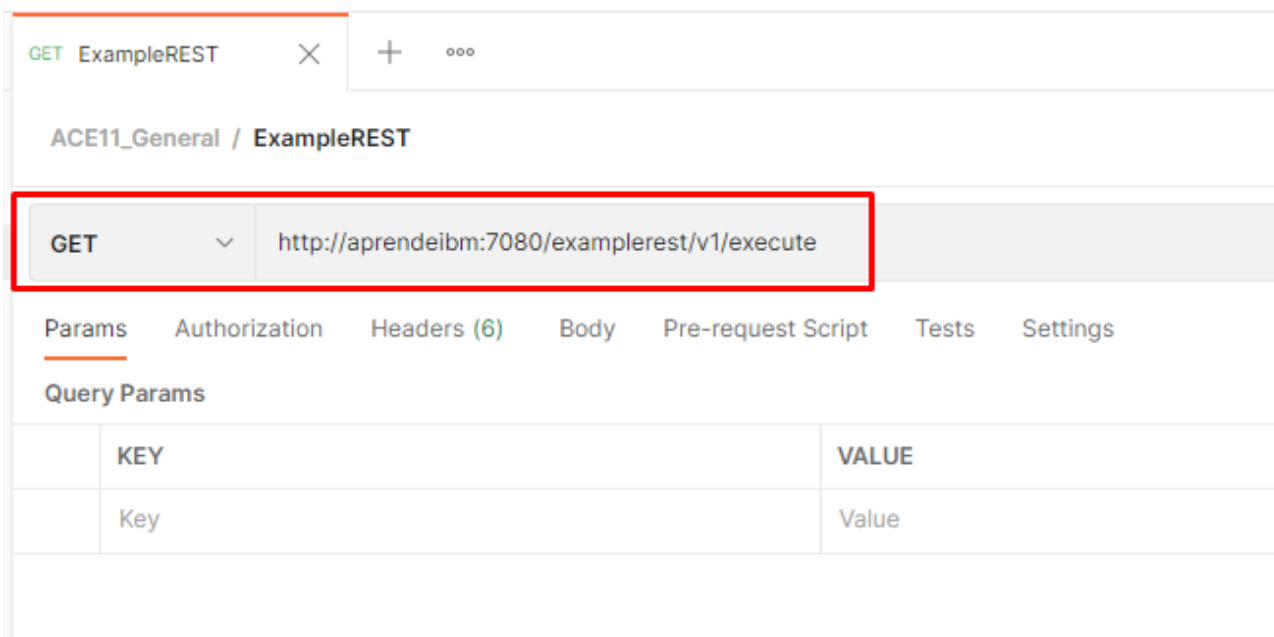 GET ExampleREST
ACE11_General / ExampleREST
GET http://aprendeibm:7080/examplerest/v1/execute
Params Authorization Headers (6) Body Pre-request Script Tests Settings
Query Params
KEY VALUE
Key Value